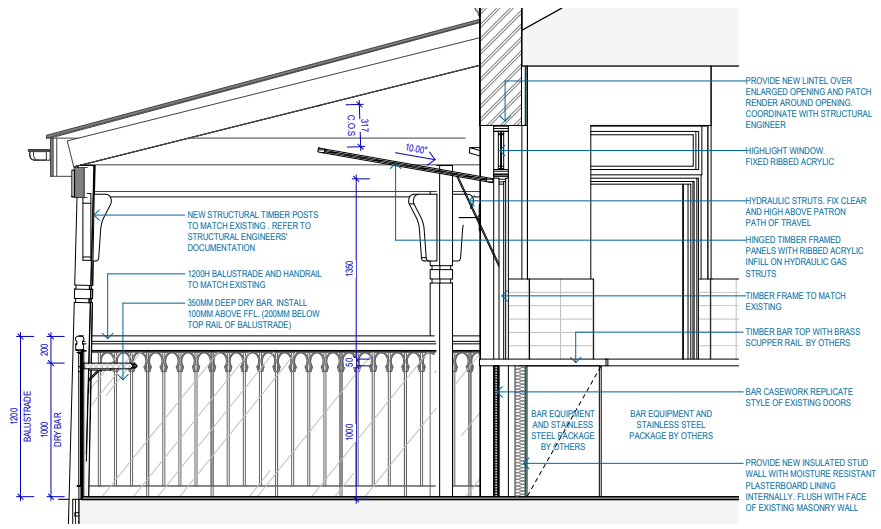 317
C.O.S
10.00°
PROVIDE NEW LINTEL OVER
ENLARGED OPENING AND PATCH
RENDER AROUND OPENING.
COORDINATE WITH STRUCTURAL
ENGINEER
HIGHLIGHT WINDOW.
FIXED RIBBED ACRYLIC
HYDRAULIC STRUTS. FIX CLEAR
AND HIGH ABOVE PATRON
PATH OF TRAVEL
HINGED TIMBER FRAMED
PANELS WITH RIBBED ACRYLIC
INFILL ON HYDRAULIC GAS
STRUTS
TIMBER FRAME TO MATCH
EXISTING
TIMBER BAR TOP WITH BRASS
SCUPPER RAIL. BY OTHERS
BAR CASEWORK REPLICATE
STYLE OF EXISTING DOORS
PROVIDE NEW INSULATED STUD
WALL WITH MOISTURE RESISTANT
PLASTERBOARD LINING
INTERNALLY. FLUSH WITH FACE
OF EXISTING MASONRY WALL
NEW STRUCTURAL TIMBER POSTS
TO MATCH EXISTING . REFER TO
STRUCTURAL ENGINEERS'
DOCUMENTATION
1200H BALUSTRADE AND HANDRAIL
TO MATCH EXISTING
350MM DEEP DRY BAR. INSTALL
100MM ABOVE FFL. (200MM BELOW
TOP RAIL OF BALUSTRADE)
1350
50
1000
200
1000
DRY BAR
1200
BALUSTRADE
BAR EQUIPMENT
AND STAINLESS
STEEL PACKAGE
BY OTHERS
BAR EQUIPMENT AND
STAINLESS STEEL
PACKAGE BY OTHERS